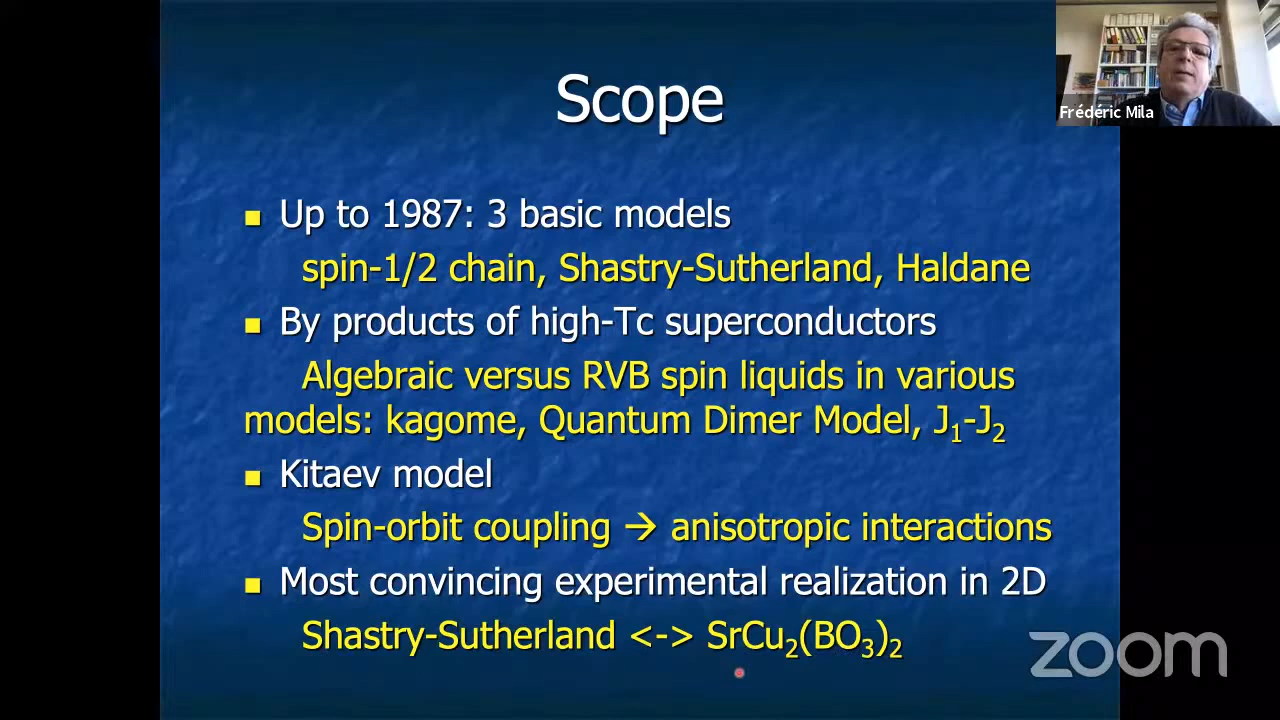 Scope
Frédéric Mila
Up to 1987: 3 basic models
spin-1/2 chain, Shastry-Sutherland, Haldane
By products of high-Tc superconductors
Algebraic versus RVB spin liquids in various
models: kagome, Quantum Dimer Model, J₁-J₂
Kitaev model
Spin-orbit coupling → anisotropic interactions
Most convincing experimental realization in 2D
Shastry-Sutherland <-> SrCu₂(BO₃)₂
zoom